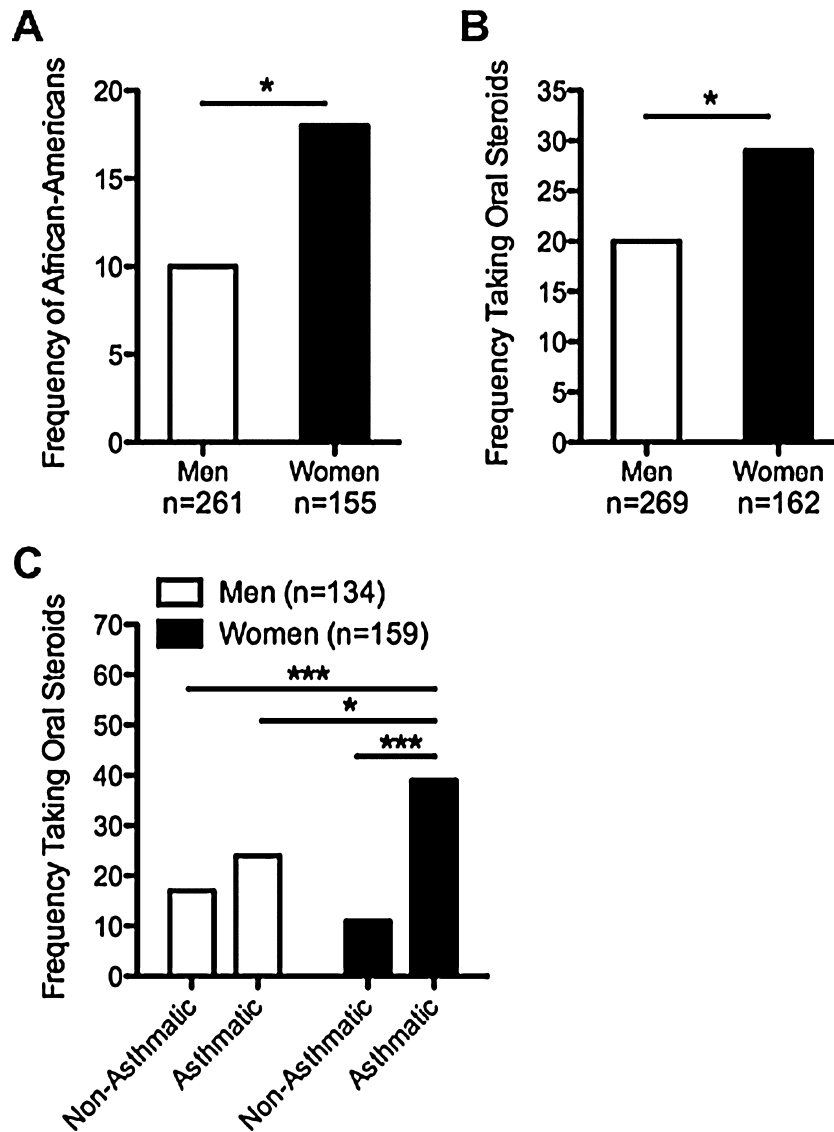 A
Frequency of African-Americans
20
15
10
5
0
*
Men
n=261
Women
n=155
B
Frequency Taking Oral Steroids
35
30
25
20
15
10
5
0
*
Men
n=269
Women
n=162
C
Men (n=134)
Women (n=159)
Frequency Taking Oral Steroids
70
60
50
40
30
20
10
0
***
*
***
Non-Asthmatic
Asthmatic
Non-Asthmatic
Asthmatic